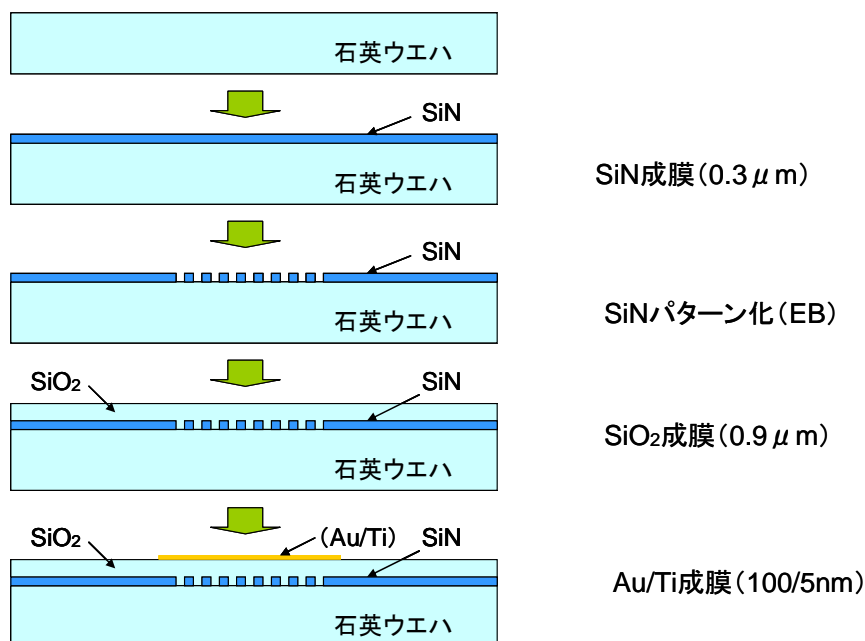 石英ウエハ
SiN
石英ウエハ
SiN成膜(0.3μm)
SiN
石英ウエハ
SiNパターン化(EB)
SiO₂
SiN
石英ウエハ
SiO₂成膜(0.9μm)
SiO₂
(Au/Ti)
SiN
石英ウエハ
Au/Ti成膜(100/5nm)